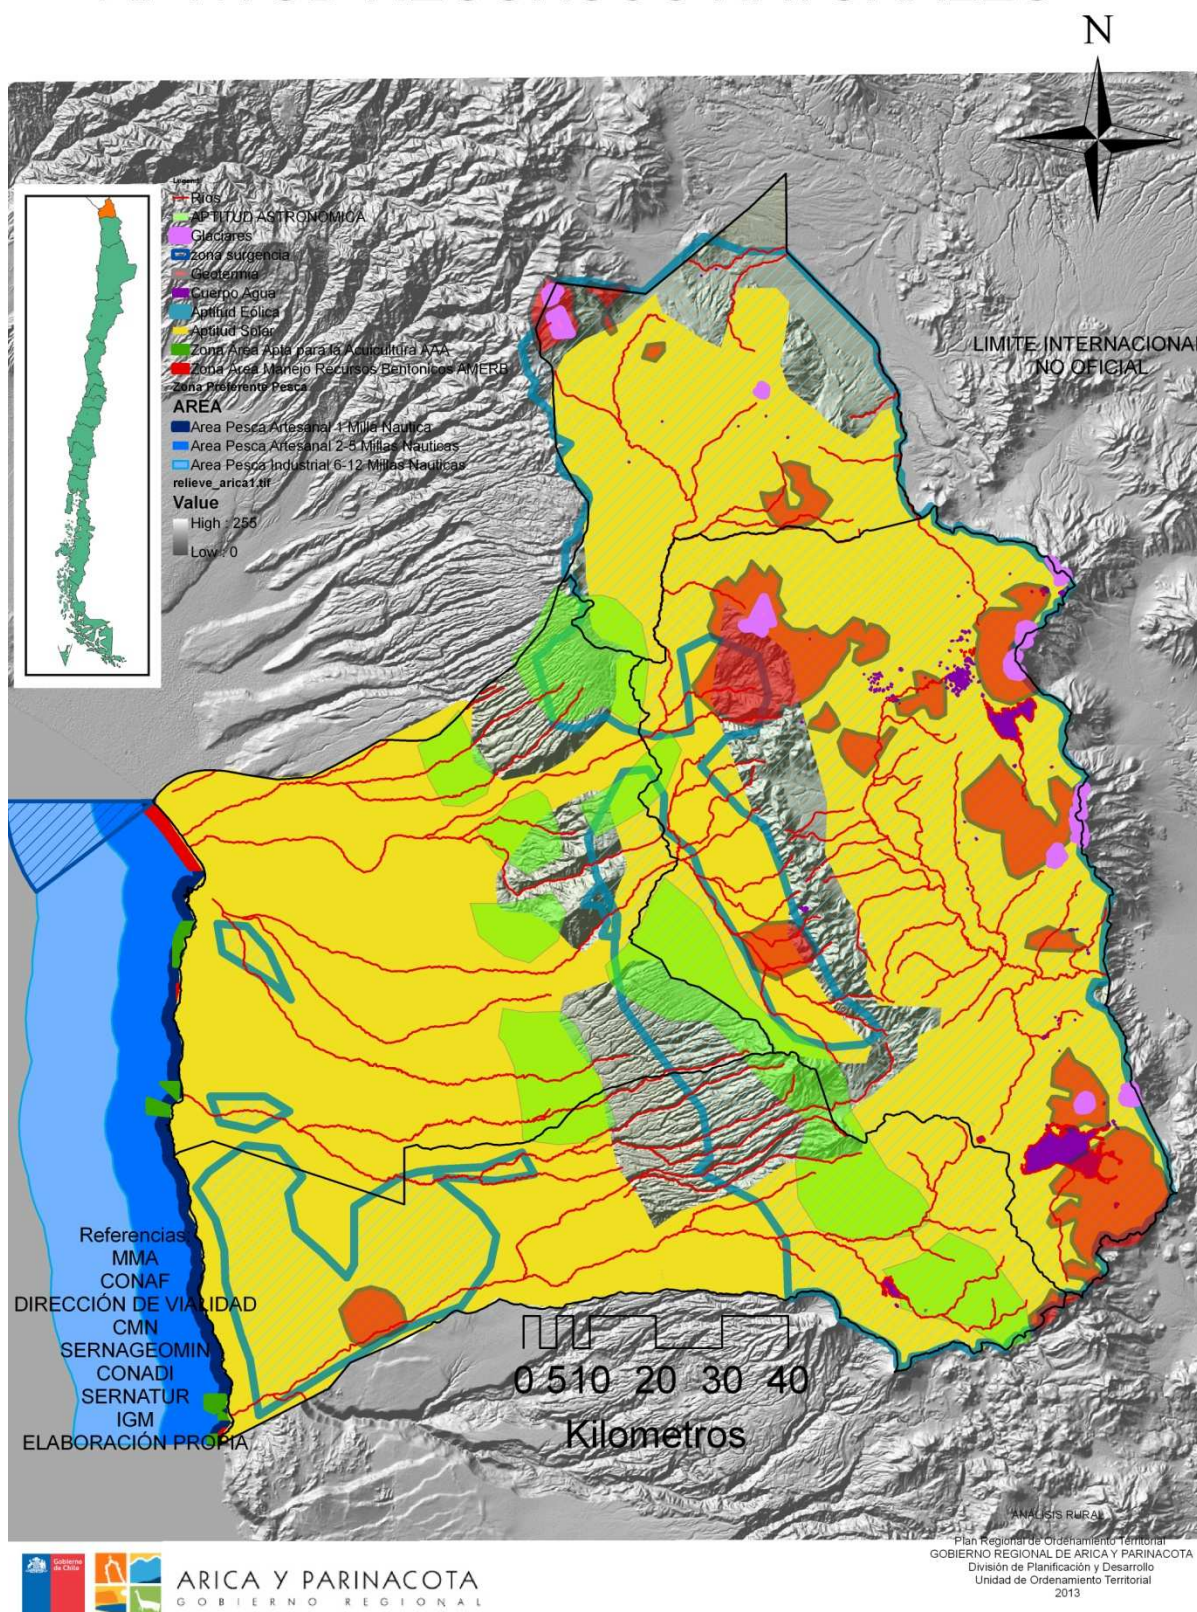 N
Legend
Rios
APTITUD ASTRONOMICA
Glaciares
zona surgencia
Geotermia
Cuerpo Agua
Aptitud Eólica
Aptitud Solar
Zona Area Apta para la Acuicultura AAA
Zona Area Manejo Recursos Bentonicos AMERB
Zona Preferente Pesca
AREA
Area Pesca Artesanal 1 Milla Nautica
Area Pesca Artesanal 2-5 Millas Nauticas
Area Pesca Industrial 6-12 Millas Nauticas
relieve_arica1.tif
Value
High : 255
Low : 0
LIMITE INTERNACIONAL
NO OFICIAL
Referencias:
MMA
CONAF
DIRECCIÓN DE VIALIDAD
CMN
SERNAGEOMIN
CONADI
SERNATUR
IGM
ELABORACIÓN PROPIA
0 510 20 30 40
Kilometros
ANÁLISIS RURAL
Plan Regional de Ordenamiento Territorial
GOBIERNO REGIONAL DE ARICA Y PARINACOTA
División de Planificación y Desarrollo
Unidad de Ordenamiento Territorial
2013
Gobierno
de Chile
ARICA Y PARINACOTA
GOBIERNO REGIONAL